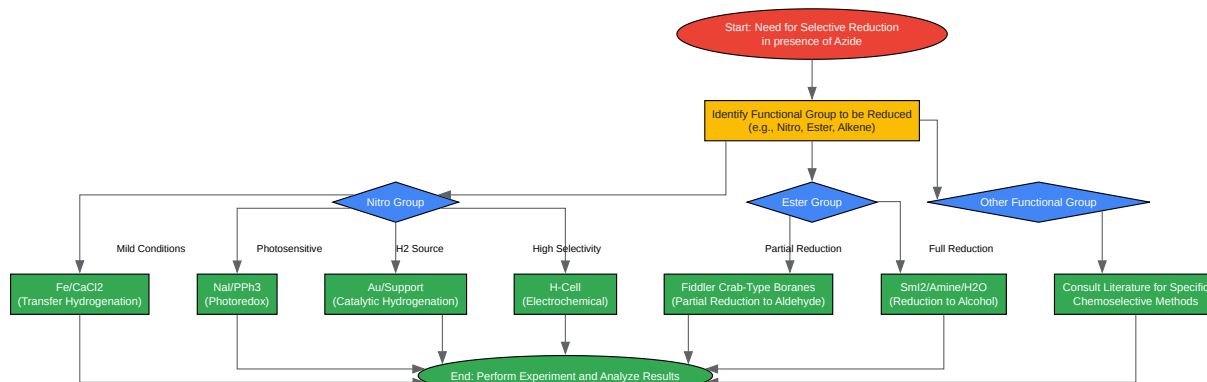 Start: Need for Selective Reduction
in presence of Azide
Identify Functional Group to be Reduced
(e.g., Nitro, Ester, Alkene)
Nitro Group
Ester Group
Other Functional Group
Mild Conditions
Photosensitive
H2 Source
High Selectivity
Partial Reduction
Full Reduction
Fe/CaCl2
(Transfer Hydrogenation)
NaI/PPh3
(Photoredox)
Au/Support
(Catalytic Hydrogenation)
H-Cell
(Electrochemical)
Fiddler Crab-Type Boranes
(Partial Reduction to Aldehyde)
SmI2/Amine/H2O
(Reduction to Alcohol)
Consult Literature for Specific
Chemoselective Methods
End: Perform Experiment and Analyze Results